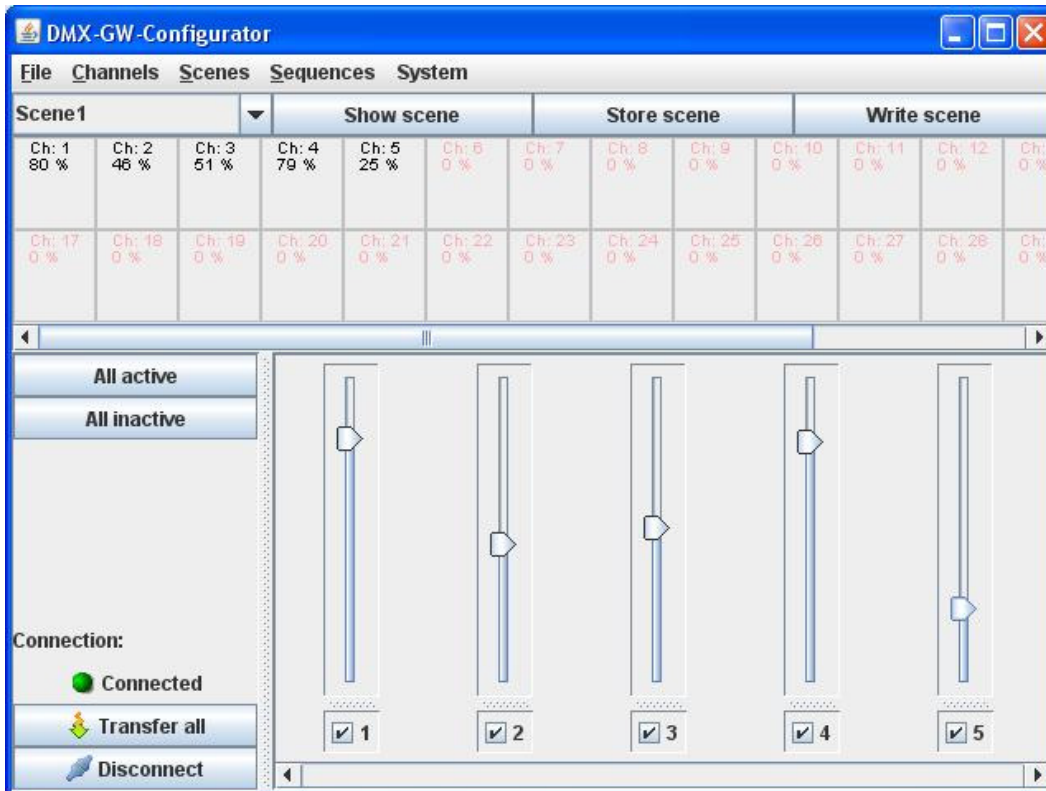 DMX-GW-Configurator
File Channels Scenes Sequences System
Scene1 Show scene Store scene Write scene
Ch: 1 Ch: 2 Ch: 3 Ch: 4 Ch: 5 Ch: 6 Ch: 7 Ch: 8 Ch: 9 Ch: 10 Ch: 11 Ch: 12 Ch:
80 % 46 % 51 % 79 % 25 % 0 % 0 % 0 % 0 % 0 % 0 % 0 % 0 %
Ch: 17 Ch: 18 Ch: 19 Ch: 20 Ch: 21 Ch: 22 Ch: 23 Ch: 24 Ch: 25 Ch: 26 Ch: 27 Ch: 28 Ch:
0 % 0 % 0 % 0 % 0 % 0 % 0 % 0 % 0 % 0 % 0 % 0 % 0 %
All active
All inactive
Connection:
Connected
Transfer all
Disconnect
1 2 3 4 5